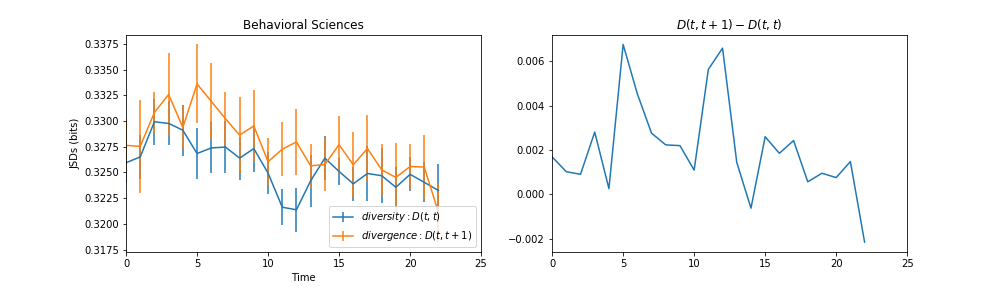 Behavioral Sciences
JSDs (bits)
0.3375
0.3350
0.3325
0.3300
0.3275
0.3250
0.3225
0.3200
0.3175
0 5 10 15 20 25
Time
diversity: D(t, t)
divergence: D(t, t+1)
D(t, t+1) − D(t, t)
0.006
0.004
0.002
0.000
−0.002
0 5 10 15 20 25